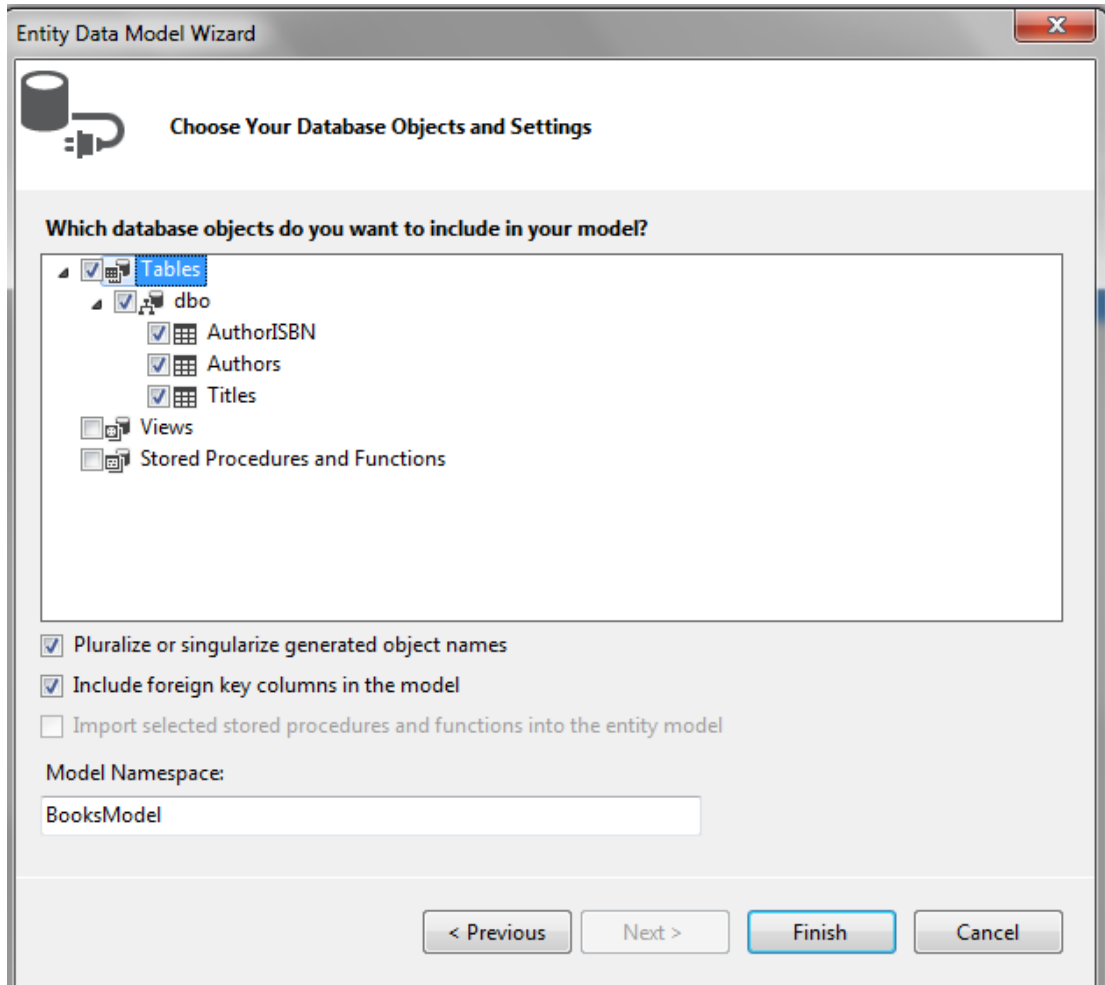 Entity Data Model Wizard
Choose Your Database Objects and Settings
Which database objects do you want to include in your model?
Tables
dbo
AuthorISBN
Authors
Titles
Views
Stored Procedures and Functions
Pluralize or singularize generated object names
Include foreign key columns in the model
Import selected stored procedures and functions into the entity model
Model Namespace:
BooksModel
< Previous Next > Finish Cancel